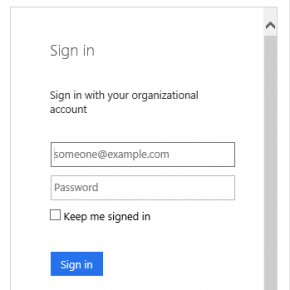 Sign in
Sign in with your organizational
account
someone@example.com
Password
Keep me signed in
Sign in